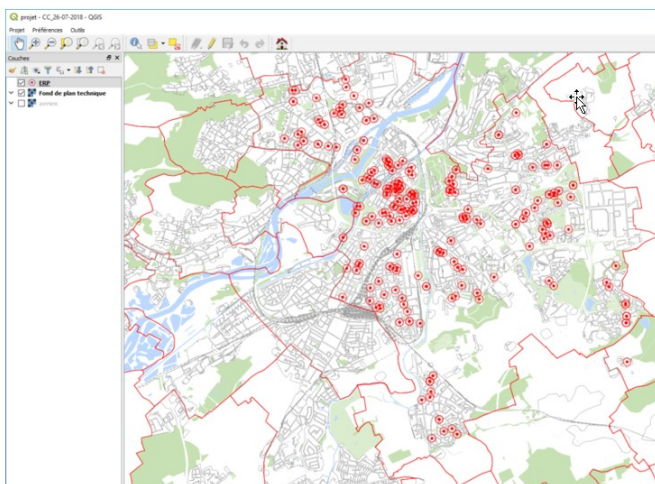 projet - CC_26-07-2018 - QGIS
Projet Préférences Outils
Couches
ERP
Fond de plan technique